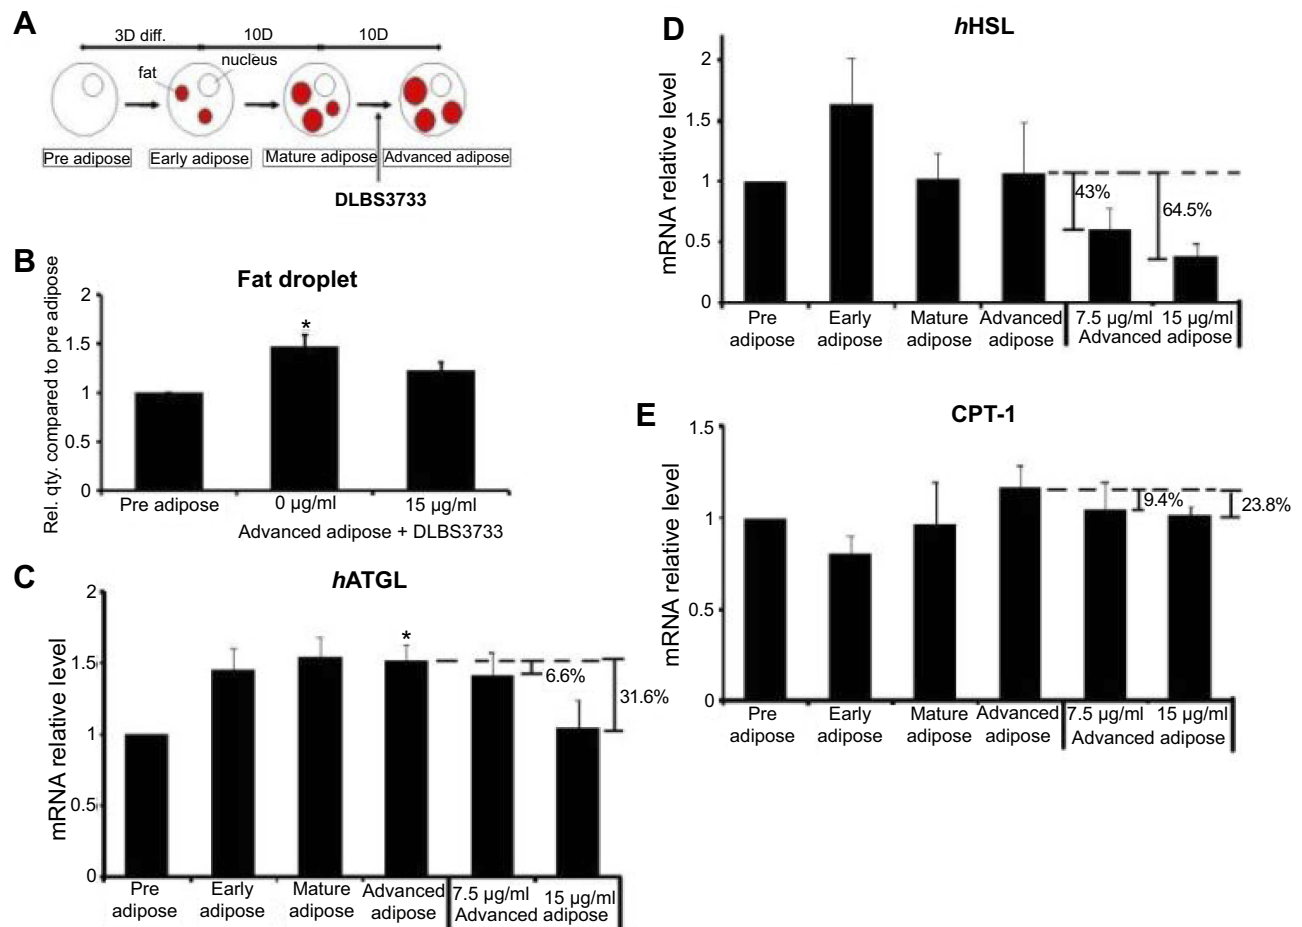 A
3D diff. 10D 10D
fat nucleus
Pre adipose Early adipose Mature adipose Advanced adipose
DLBS3733
B
Fat droplet
Rel. qty. compared to pre adipose
2
1.5
1
0.5
0
*
Pre adipose 0 µg/ml 15 µg/ml
Advanced adipose + DLBS3733
C
hATGL
mRNA relative level
2
1.5
1
0.5
0
*
6.6%
31.6%
Pre adipose
Early adipose
Mature adipose
Advanced adipose
7.5 µg/ml 15 µg/ml
Advanced adipose
D
hHSL
mRNA relative level
2
1.5
1
0.5
0
43%
64.5%
Pre adipose
Early adipose
Mature adipose
Advanced adipose
7.5 µg/ml 15 µg/ml
Advanced adipose
E
CPT-1
mRNA relative level
1.5
1
0.5
0
9.4%
23.8%
Pre adipose
Early adipose
Mature adipose
Advanced adipose
7.5 µg/ml 15 µg/ml
Advanced adipose